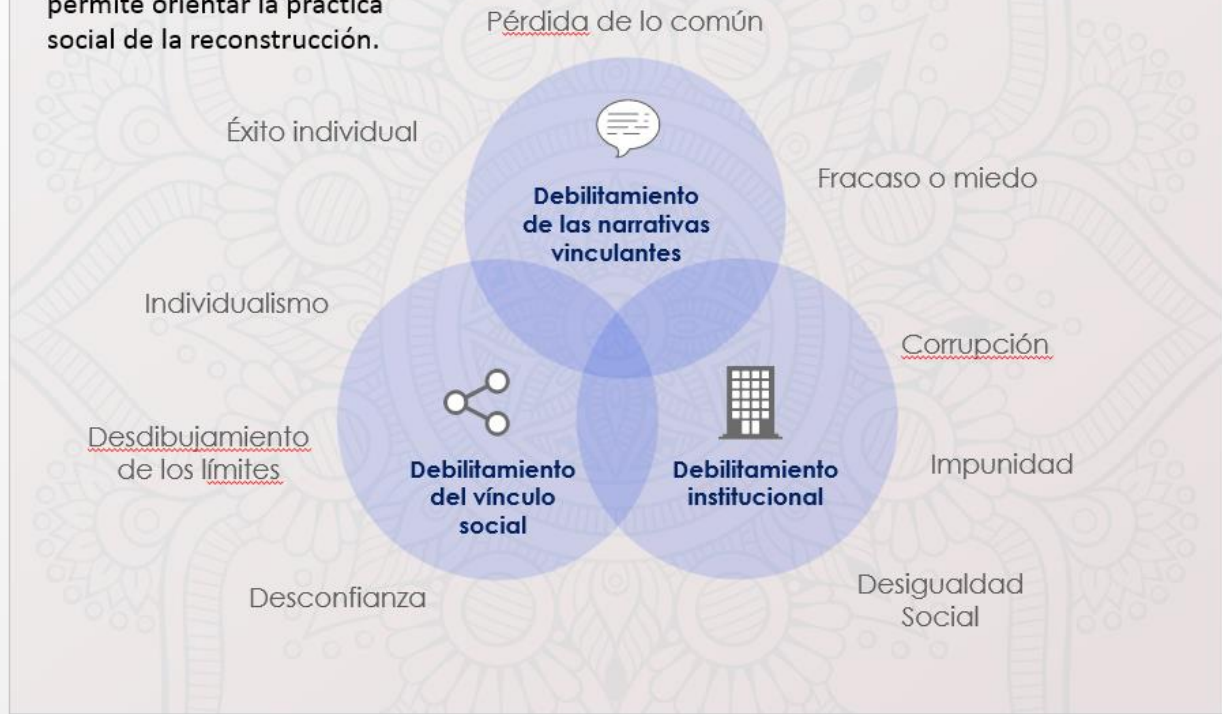 permite orientar la práctica
social de la reconstrucción.
Pérdida de lo común
Éxito individual
Fracaso o miedo
Debilitamiento
de las narrativas
vinculantes
Individualismo
Corrupción
Desdibujamiento
de los límites
Impunidad
Debilitamiento
del vínculo
social
Debilitamiento
institucional
Desconfianza
Desigualdad
Social